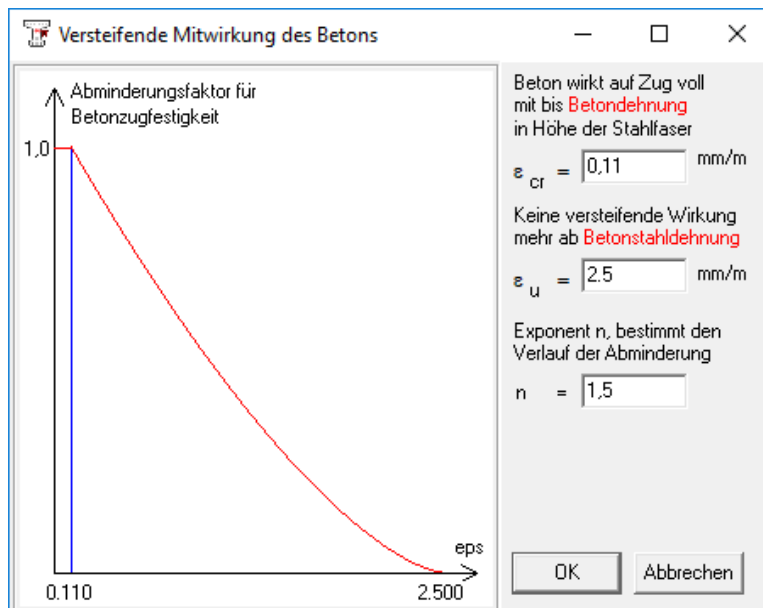 Versteifende Mitwirkung des Betons
Abminderungsfaktor für
Betonzugfestigkeit
1,0
eps
0.110
2.500
Beton wirkt auf Zug voll
mit bis Betondehnung
in Höhe der Stahlfaser
ε cr = 0,11 mm/m
Keine versteifende Wirkung
mehr ab Betonstahldehnung
ε u = 2.5 mm/m
Exponent n, bestimmt den
Verlauf der Abminderung
n = 1,5
OK
Abbrechen